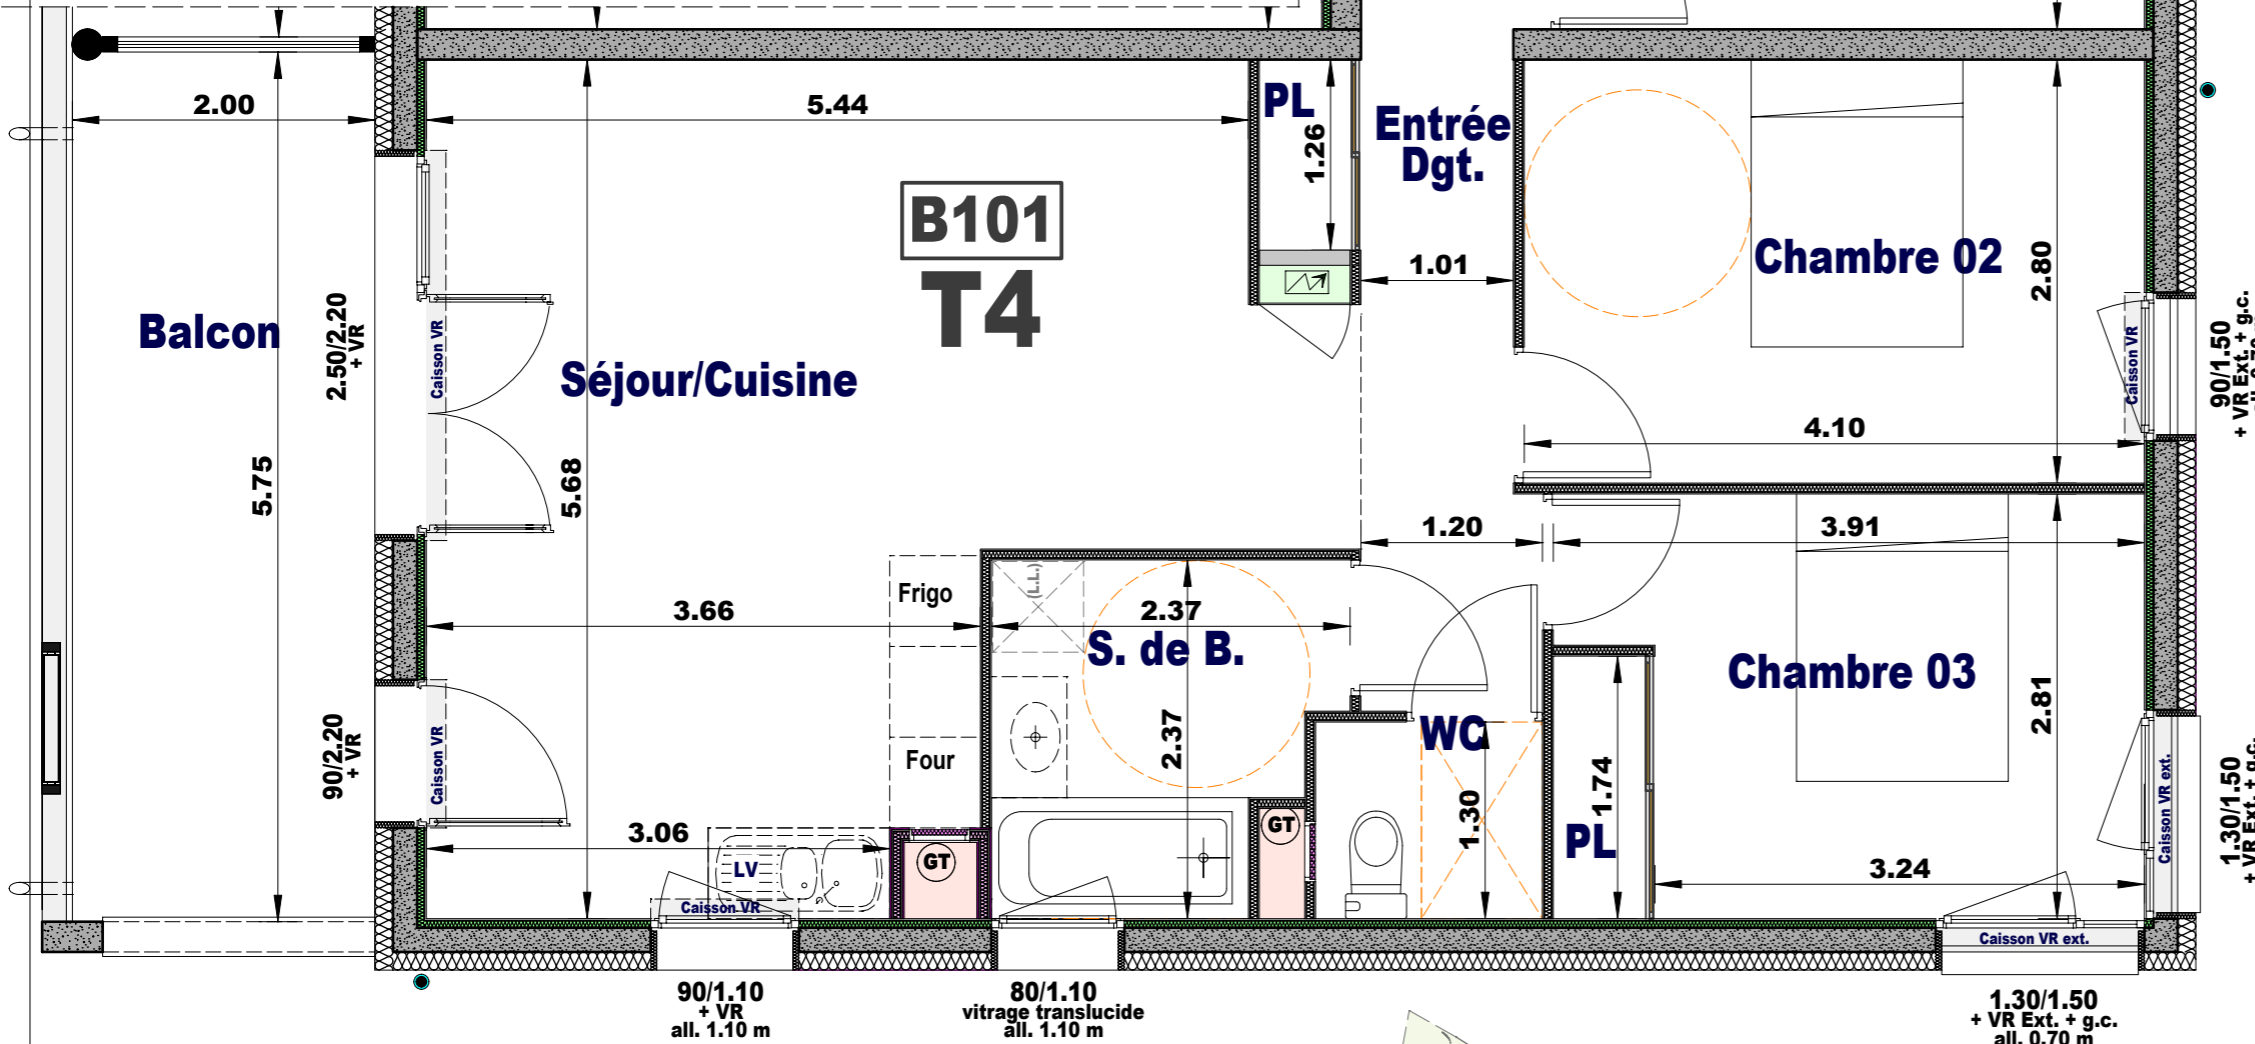 2.00
5.44
PL
1.26
Entrée
Dgt.
B101
T4
1.01
Chambre 02
2.80
Balcon
2.50/2.20
+ VR
Caisson VR
Séjour/Cuisine
5.75
5.68
4.10
Caisson VR
90/1.50
+ VR Ext. + g.c.
1.20
3.91
Frigo
(L.L.)
3.66
2.37
S. de B.
2.37
Chambre 03
2.81
WC
1.30
1.74
PL
90/2.20
+ VR
Caisson VR
Four
3.06
LV
GT
GT
Caisson VR
3.24
Caisson VR ext.
1.30/1.50
+ VR Ext. + g.c.
Caisson VR ext.
90/1.10
+ VR
all. 1.10 m
80/1.10
vitrage translucide
all. 1.10 m
1.30/1.50
+ VR Ext. + g.c.
all. 0.70 m